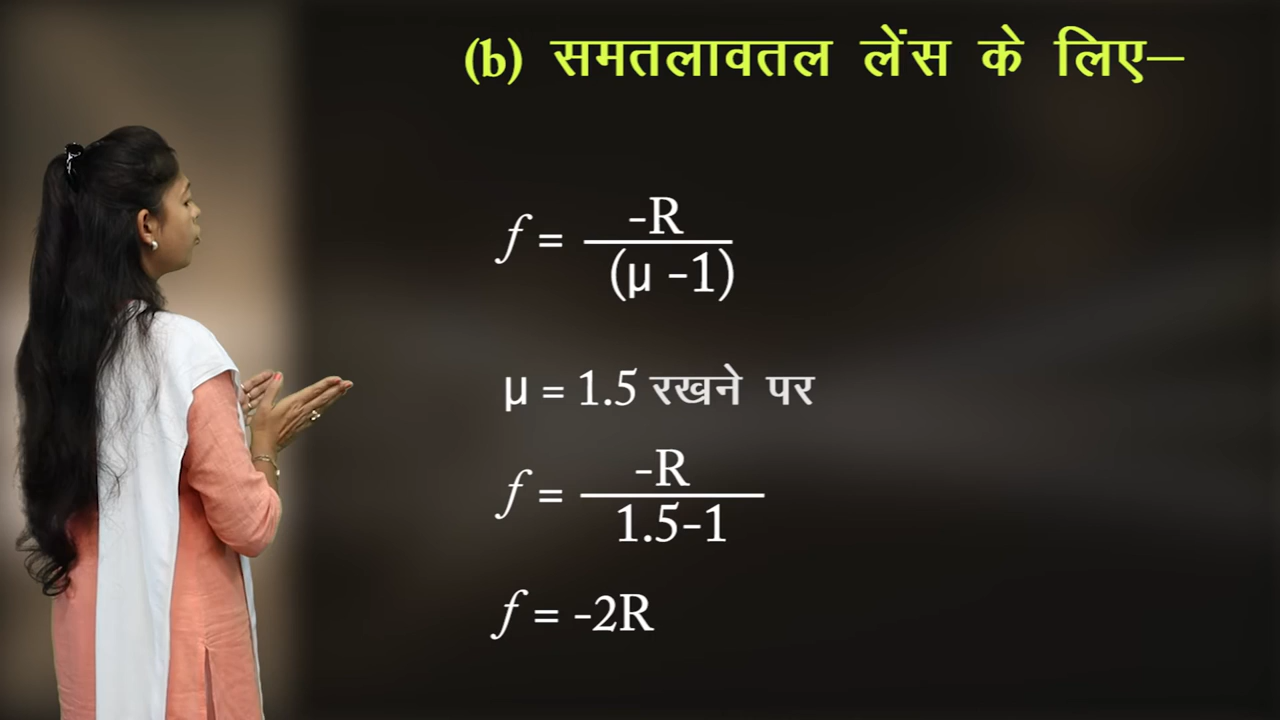 (b) समतलावतल लेंस के लिए—
f = -R / (μ -1)
μ = 1.5 रखने पर
f = -R / 1.5-1
f = -2R